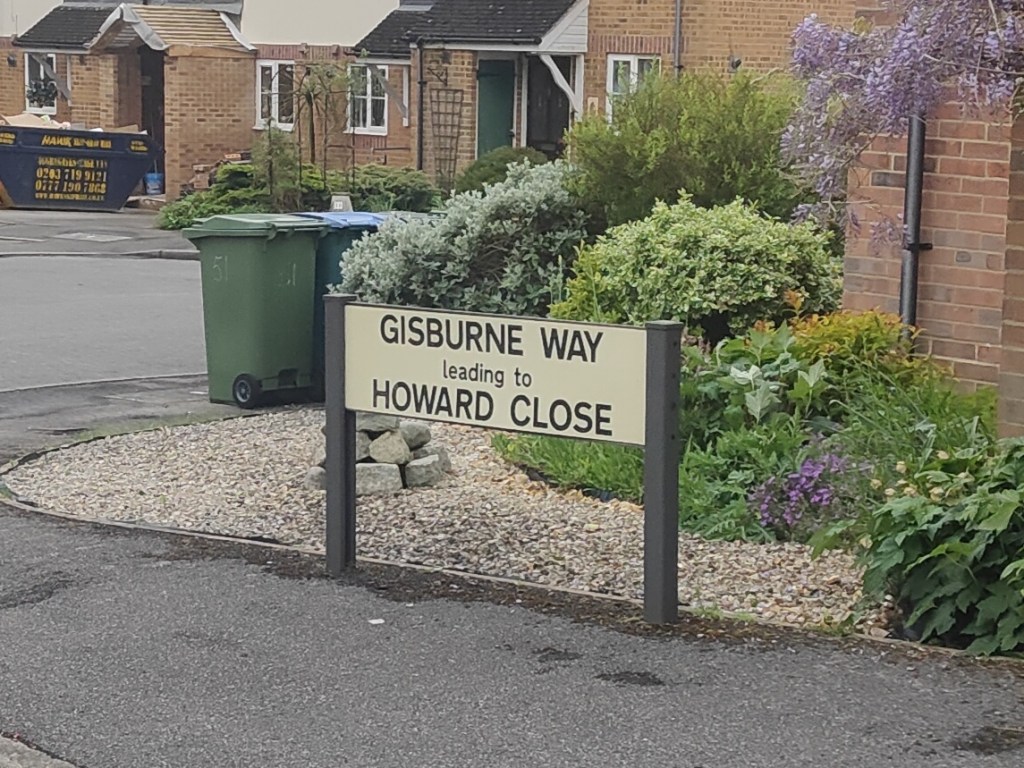 HAWK
0203 719 9121
0777 190 7868
51
GISBURNE WAY
leading to
HOWARD CLOSE